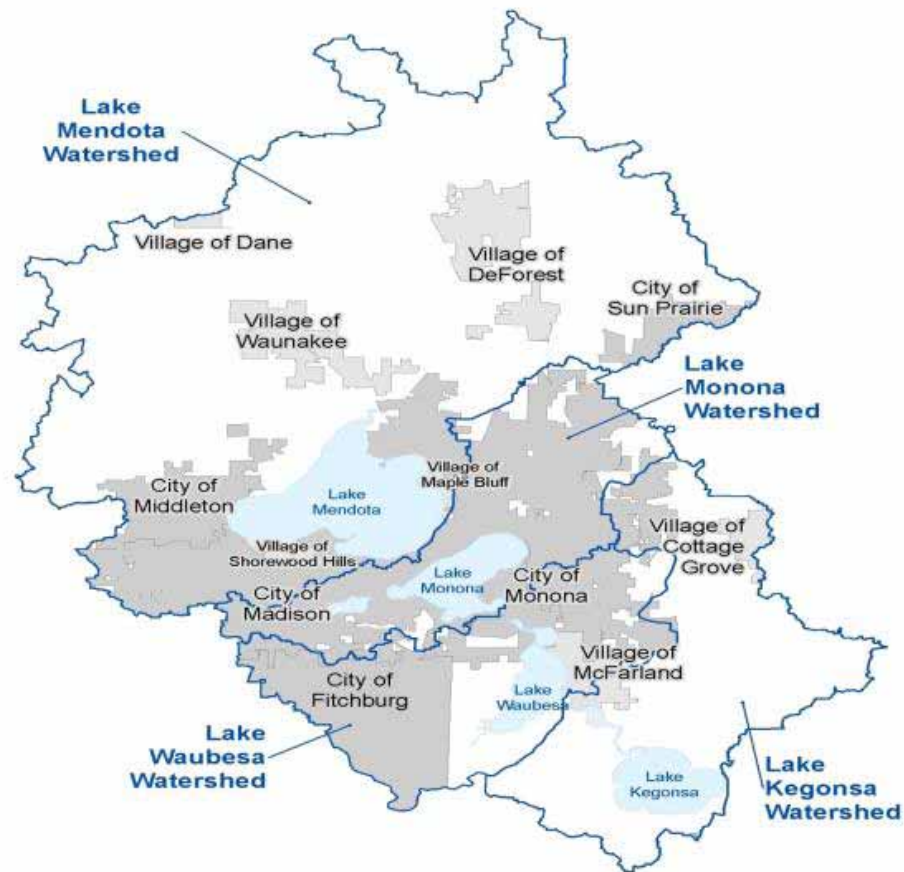 Lake
Mendota
Watershed
Village of Dane
Village of
DeForest
City of
Sun Prairie
Village of
Waunakee
Lake
Monona
Watershed
Village of
Maple Bluff
City of
Middleton
Lake
Mendota
Village of
Cottage
Grove
Village of
Shorewood Hills
Lake
Monona
City of
Monona
City of
Madison
Village of
McFarland
City of
Fitchburg
Lake
Waubesa
Lake
Waubesa
Watershed
Lake
Kegonsa
Lake
Kegonsa
Watershed